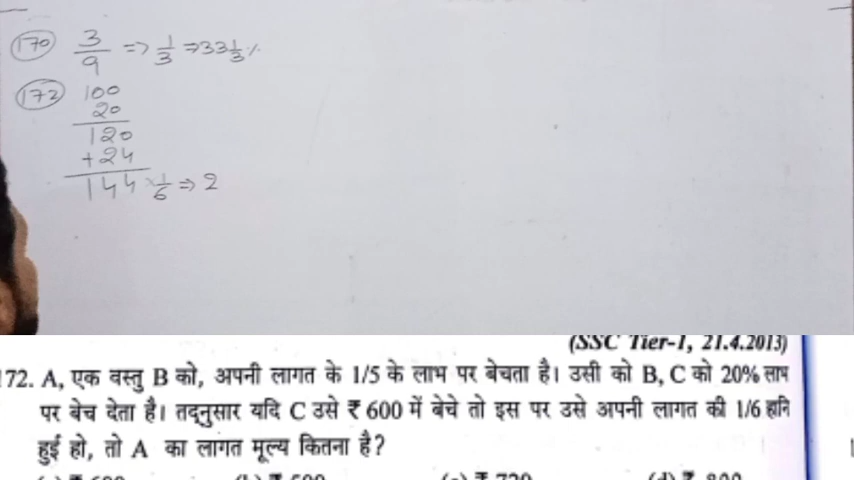 170 3/9 => 1/3 => 33 1/3 %
172 100
20
120
+24
144 × 1/6 => 2
(SSC Tier-1, 21.4.2013)
172. A, एक वस्तु B को, अपनी लागत के 1/5 के लाभ पर बेचता है। उसी को B, C को 20% लाभ
पर बेच देता है। तद्नुसार यदि C उसे ₹ 600 में बेचे तो इस पर उसे अपनी लागत की 1/6 हानि
हुई हो, तो A का लागत मूल्य कितना है?